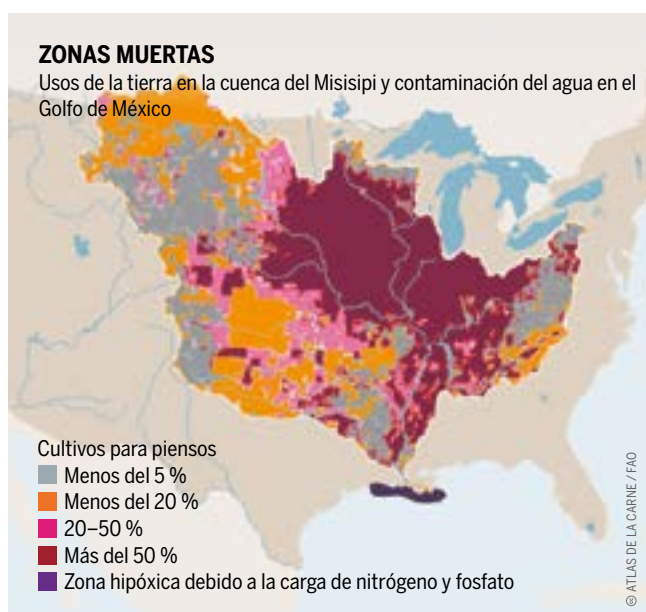 ZONAS MUERTAS
Usos de la tierra en la cuenca del Misisipi y contaminación del agua en el
Golfo de México
Cultivos para piensos
Menos del 5 %
Menos del 20 %
20–50 %
Más del 50 %
Zona hipóxica debido a la carga de nitrógeno y fosfato
ATLAS DE LA CARNE / FAO